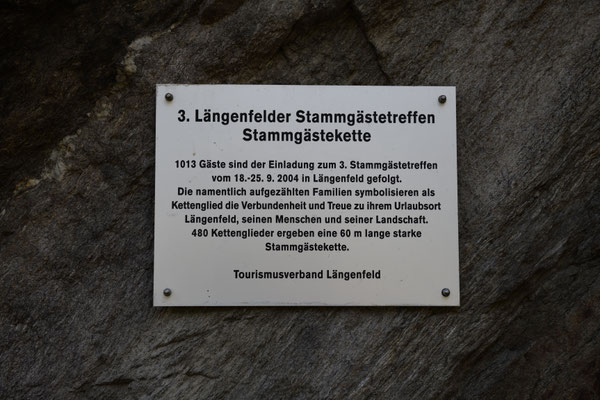 3. Längenfelder Stammgästetreffen
Stammgästekette
1013 Gäste sind der Einladung zum 3. Stammgästetreffen
vom 18.-25. 9. 2004 in Längenfeld gefolgt.
Die namentlich aufgezählten Familien symbolisieren als
Kettenglied die Verbundenheit und Treue zu ihrem Urlaubsort
Längenfeld, seinen Menschen und seiner Landschaft.
480 Kettenglieder ergeben eine 60 m lange starke
Stammgästekette.
Tourismusverband Längenfeld